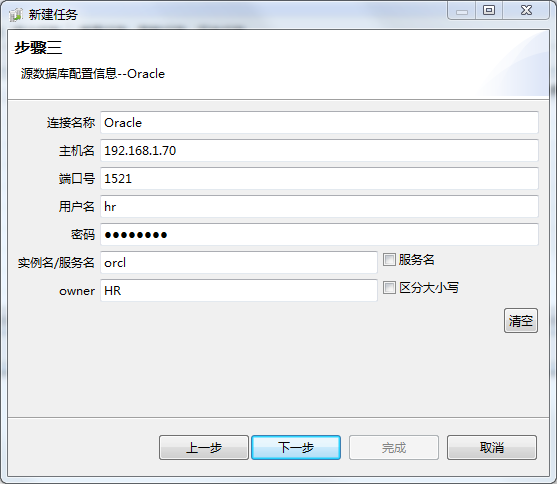 新建任务
步骤三
源数据库配置信息--Oracle
连接名称 Oracle
主机名 192.168.1.70
端口号 1521
用户名 hr
密码 ●●●●●●●●
实例名/服务名 orcl 服务名
owner HR 区分大小写
清空
上一步 下一步 完成 取消